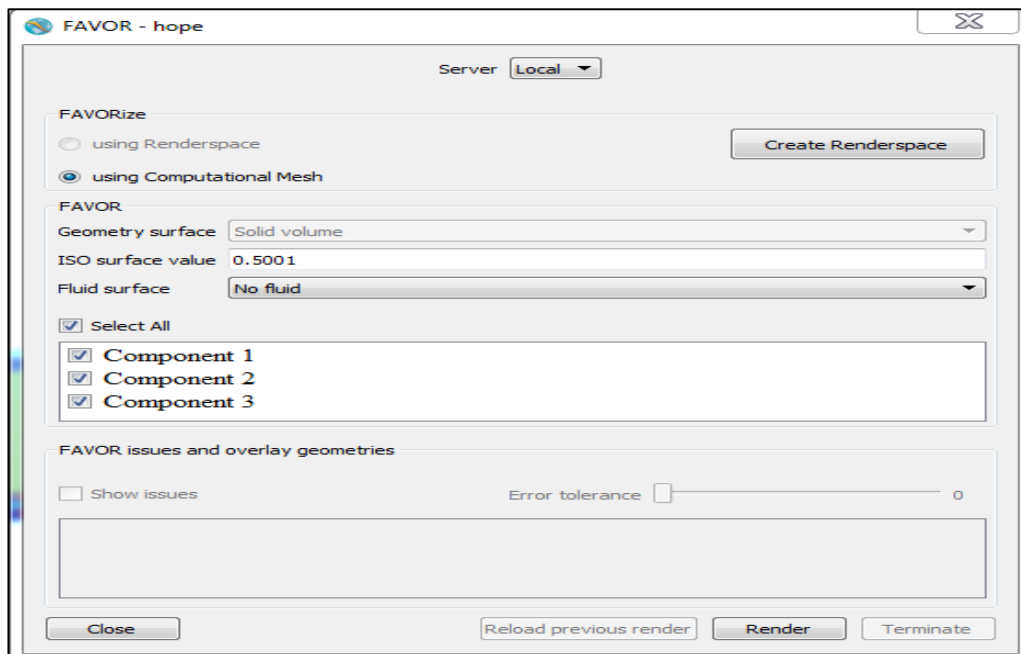 FAVOR - hope
Server Local
FAVORize
using Renderspace
Create Renderspace
using Computational Mesh
FAVOR
Geometry surface Solid volume
ISO surface value 0.5001
Fluid surface No fluid
Select All
Component 1
Component 2
Component 3
FAVOR issues and overlay geometries
Show issues Error tolerance 0
Close Reload previous render Render Terminate